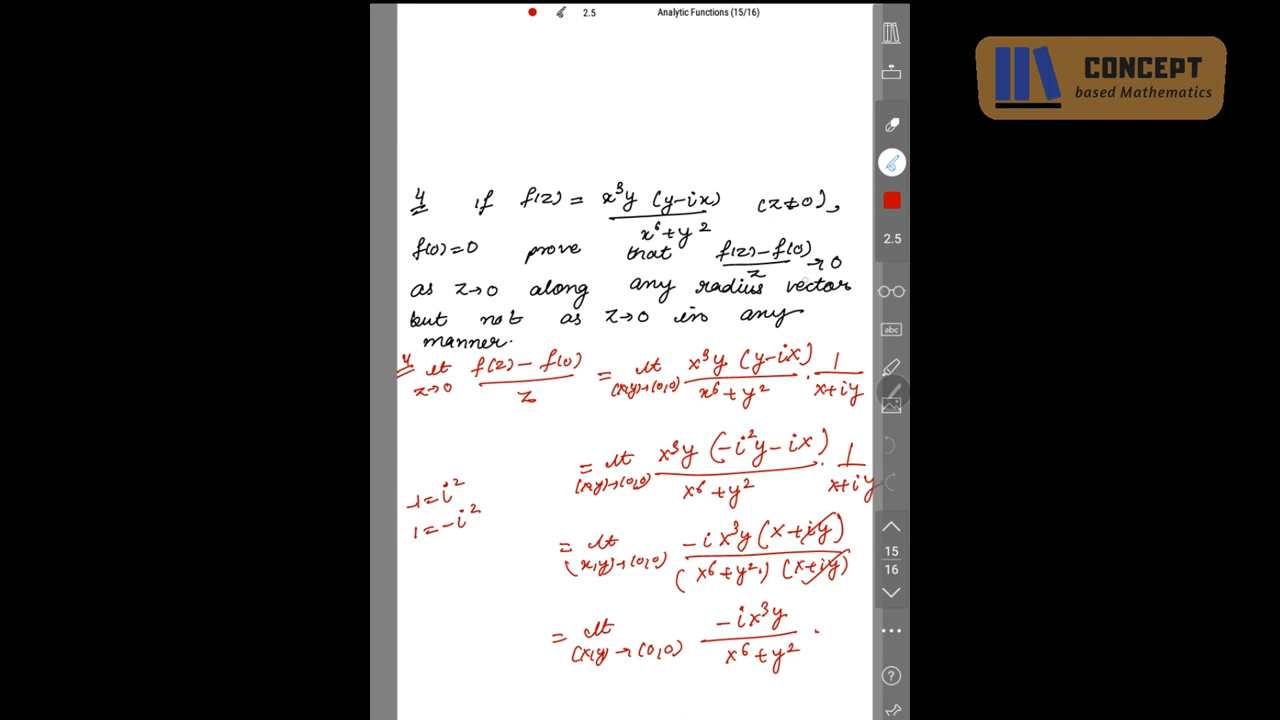 2.5 Analytic Functions (15/16)
CONCEPT
based Mathematics
4 if f(z) = x³y (y-ix) / x⁶+y² (z≠0),
f(0)=0 prove that f(z)-f(0) / z → 0
as z→0 along any radius vector
but not as z→0 in any
manner.
4 lt z→0 f(z) - f(0) / z = lt (x,y)→(0,0) x³y (y-ix) / x⁶+y² · 1 / x+iy
= lt (x,y)→(0,0) x³y (-i²y-ix) / x⁶+y² · 1 / x+iy
-1=i²
1=-i²
= lt (x,y)→(0,0) -i x³y (x+iy) / (x⁶+y²) (x+iy)
= lt (x,y)→(0,0) -ix³y / x⁶+y²
2.5
abc
15
16
?